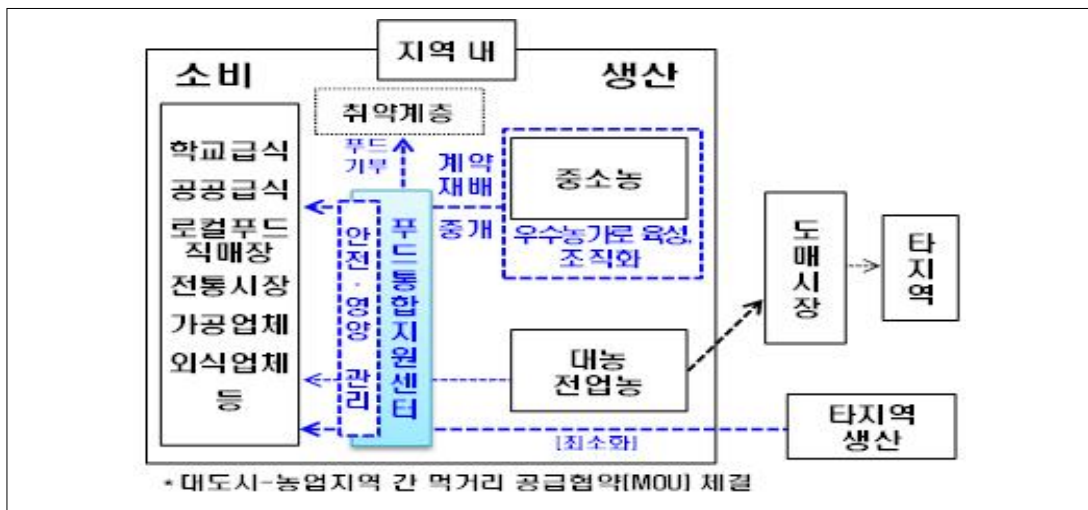 지역 내
소비
생산
취약계층
학교급식
공공급식
로컬푸드
직매장
전통시장
가공업체
외식업체
등
푸드
기부
계약
재배
중개
안전·영양 관리
푸드통합지원센터
중소농
우수농가로 육성,
조직화
대농
전업농
도매시장
타지역
타지역
생산
[최소화]
* 대도시-농업지역 간 먹거리 공급협약[MOU] 체결